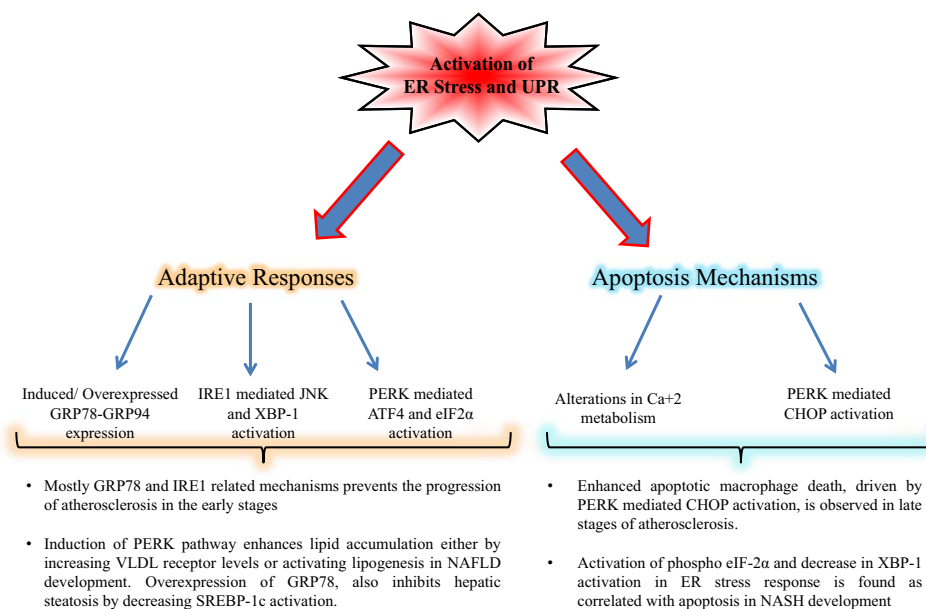 Activation of
ER Stress and UPR
Adaptive Responses
Apoptosis Mechanisms
Induced/ Overexpressed
GRP78-GRP94
expression
IRE1 mediated JNK
and XBP-1
activation
PERK mediated
ATF4 and eIF2α
activation
Alterations in Ca+2
metabolism
PERK mediated
CHOP activation
• Mostly GRP78 and IRE1 related mechanisms prevents the progression
of atherosclerosis in the early stages
• Induction of PERK pathway enhances lipid accumulation either by
increasing VLDL receptor levels or activating lipogenesis in NAFLD
development. Overexpression of GRP78, also inhibits hepatic
steatosis by decreasing SREBP-1c activation.
• Enhanced apoptotic macrophage death, driven by
PERK mediated CHOP activation, is observed in late
stages of atherosclerosis.
• Activation of phospho eIF-2α and decrease in XBP-1
activation in ER stress response is found as
correlated with apoptosis in NASH development